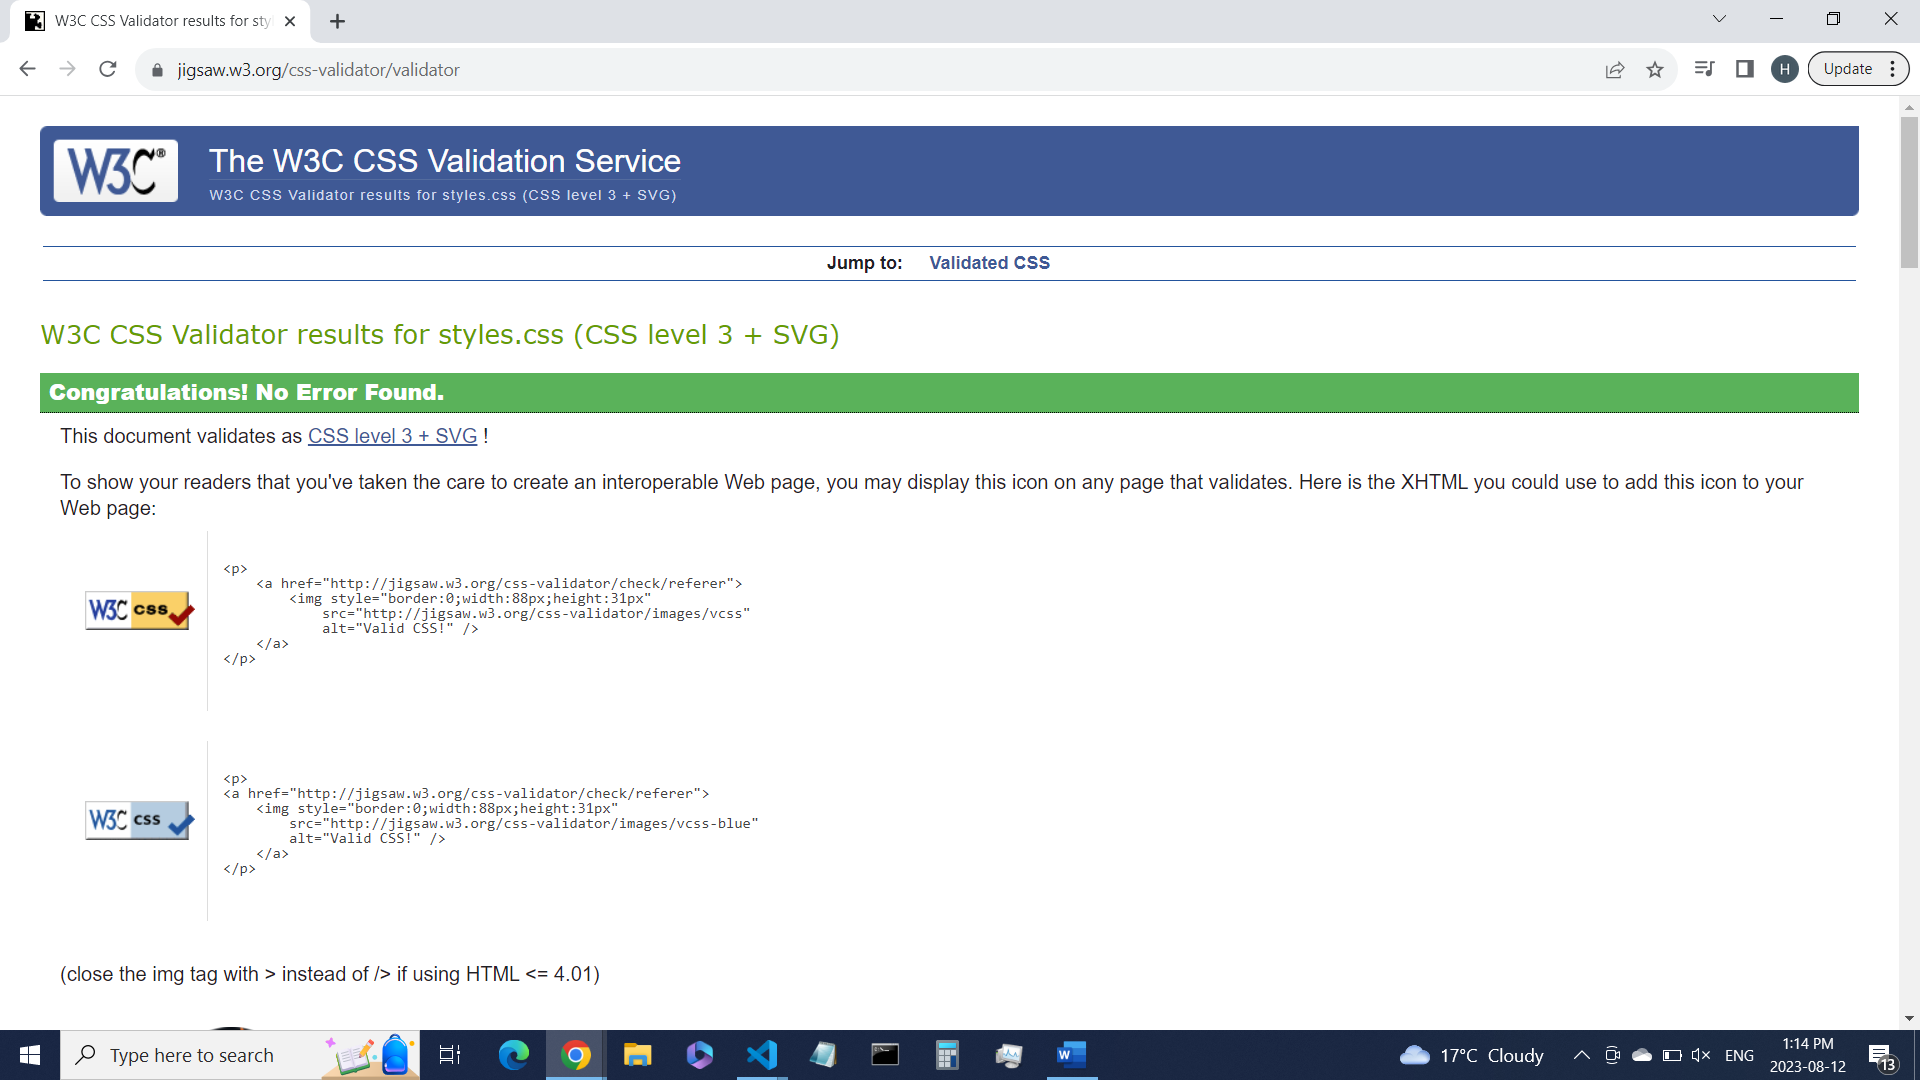 W3C CSS Validator results for sty
jigsaw.w3.org/css-validator/validator
H
Update
W3C®
The W3C CSS Validation Service
W3C CSS Validator results for styles.css (CSS level 3 + SVG)
Jump to: Validated CSS
W3C CSS Validator results for styles.css (CSS level 3 + SVG)
Congratulations! No Error Found.
This document validates as CSS level 3 + SVG !
To show your readers that you've taken the care to create an interoperable Web page, you may display this icon on any page that validates. Here is the XHTML you could use to add this icon to your
Web page:
W3C css
<p>
<a href="http://jigsaw.w3.org/css-validator/check/referer">
<img style="border:0;width:88px;height:31px"
src="http://jigsaw.w3.org/css-validator/images/vcss"
alt="Valid CSS!" />
</a>
</p>
W3C css
<p>
<a href="http://jigsaw.w3.org/css-validator/check/referer">
<img style="border:0;width:88px;height:31px"
src="http://jigsaw.w3.org/css-validator/images/vcss-blue"
alt="Valid CSS!" />
</a>
</p>
(close the img tag with > instead of /> if using HTML <= 4.01)
Type here to search
W
17°C Cloudy
ENG
1:14 PM
2023-08-12
13